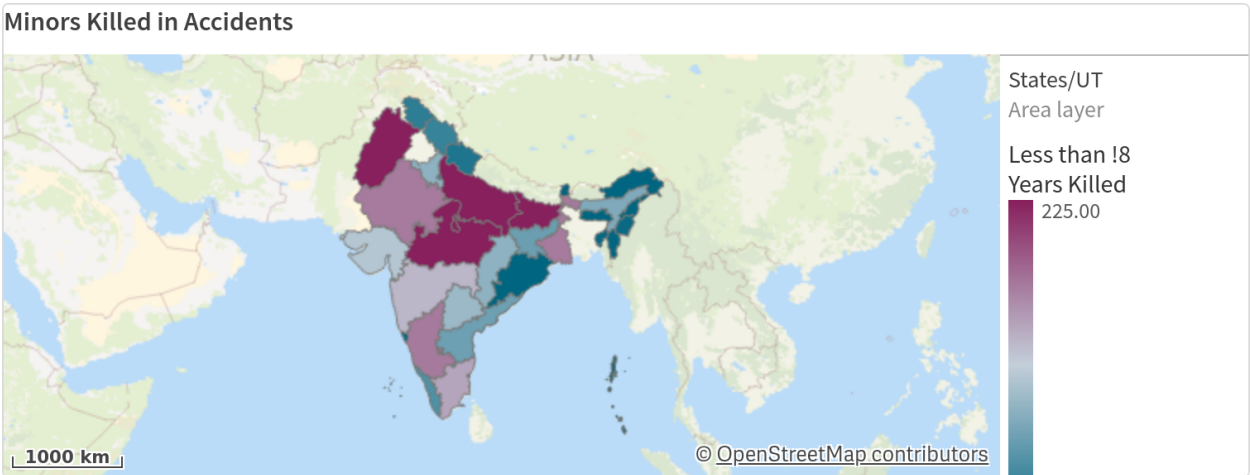 Minors Killed in Accidents
ASIA
States/UT
Area layer
Less than !8
Years Killed
225.00
1000 km
© OpenStreetMap contributors